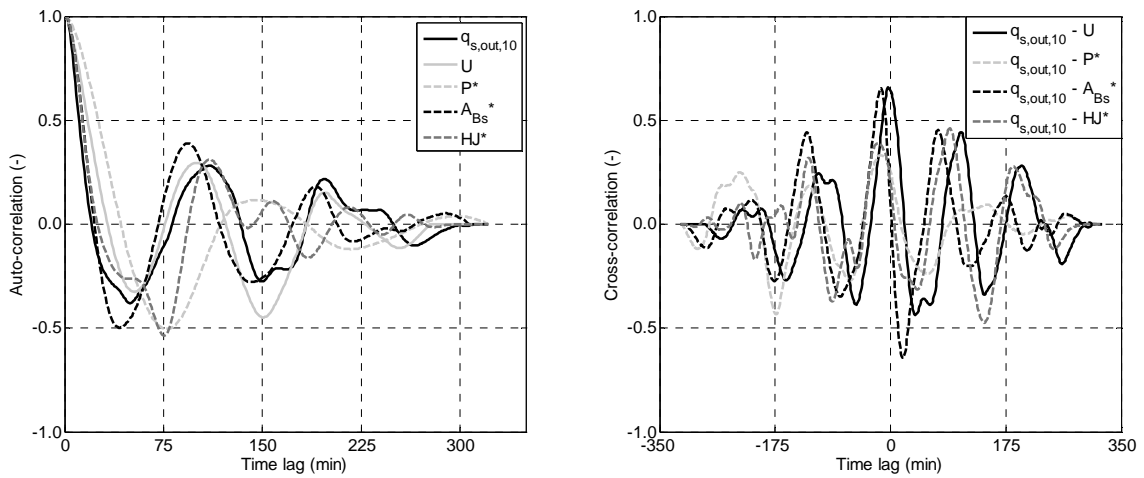 1.0
0.5
0.0
-0.5
-1.0
Auto-correlation (-)
0 75 150 225 300
Time lag (min)
q_s,out,10
U
P*
A_Bs*
HJ*
1.0
0.5
0.0
-0.5
-1.0
Cross-correlation (-)
-350 -175 0 175 350
Time lag (min)
q_s,out,10 - U
q_s,out,10 - P*
q_s,out,10 - A_Bs*
q_s,out,10 - HJ*